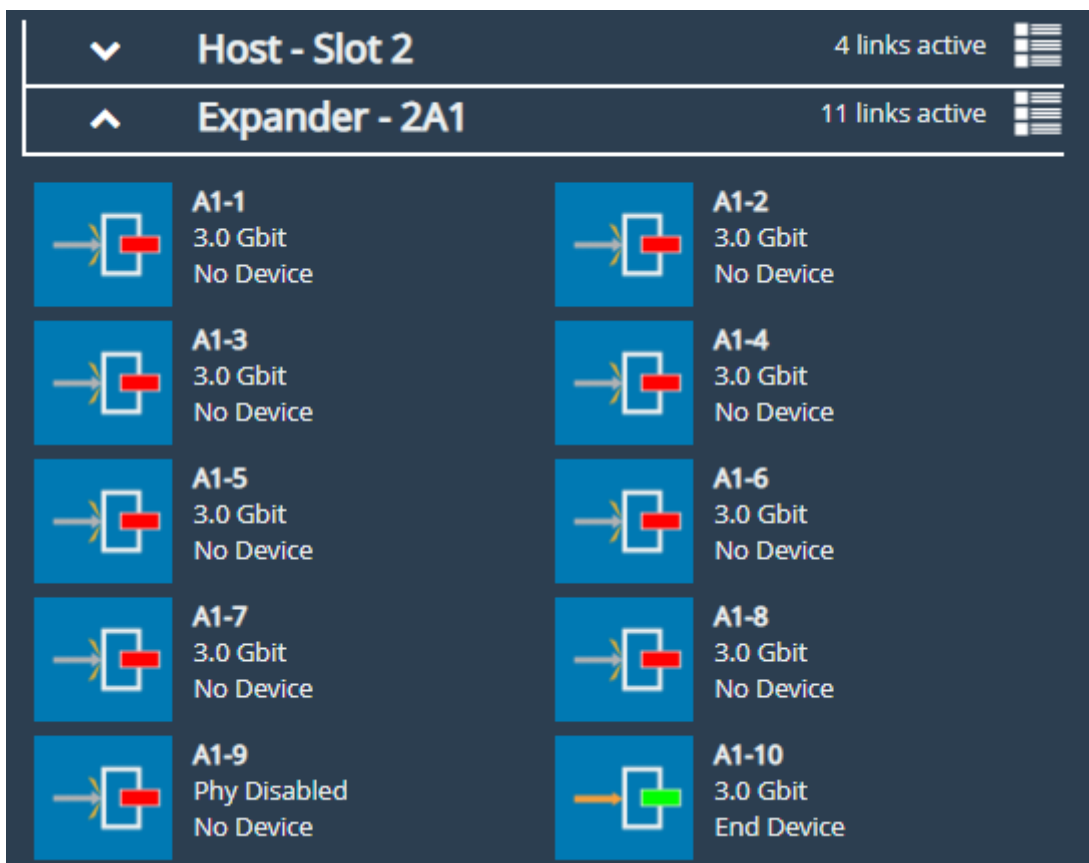 Host - Slot 2 4 links active
Expander - 2A1 11 links active
A1-1
3.0 Gbit
No Device
A1-2
3.0 Gbit
No Device
A1-3
3.0 Gbit
No Device
A1-4
3.0 Gbit
No Device
A1-5
3.0 Gbit
No Device
A1-6
3.0 Gbit
No Device
A1-7
3.0 Gbit
No Device
A1-8
3.0 Gbit
No Device
A1-9
Phy Disabled
No Device
A1-10
3.0 Gbit
End Device